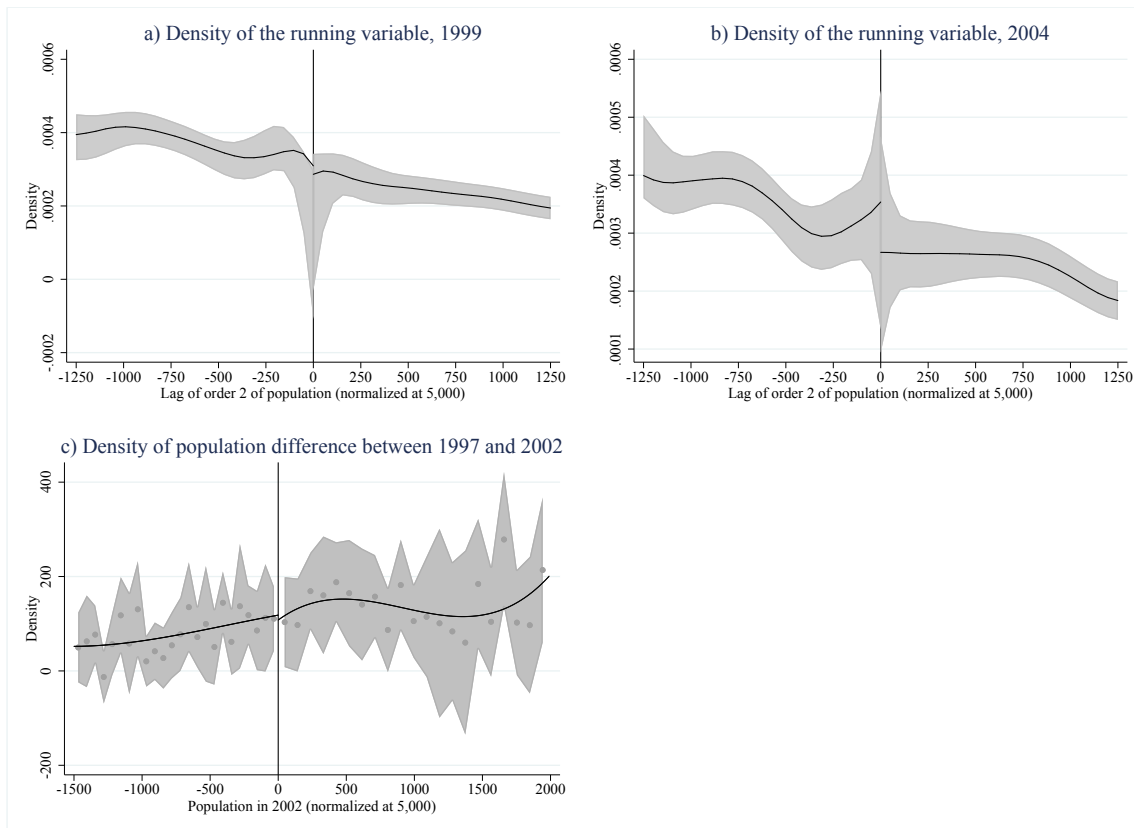 a) Density of the running variable, 1999
Density
.0006
.0004
.0002
0
-.0002
-1250 -1000 -750 -500 -250 0 250 500 750 1000 1250
Lag of order 2 of population (normalized at 5,000)
b) Density of the running variable, 2004
Density
.0006
.0005
.0004
.0003
.0002
.0001
-1250 -1000 -750 -500 -250 0 250 500 750 1000 1250
Lag of order 2 of population (normalized at 5,000)
c) Density of population difference between 1997 and 2002
Density
400
200
0
-200
-1500 -1000 -500 0 500 1000 1500 2000
Population in 2002 (normalized at 5,000)